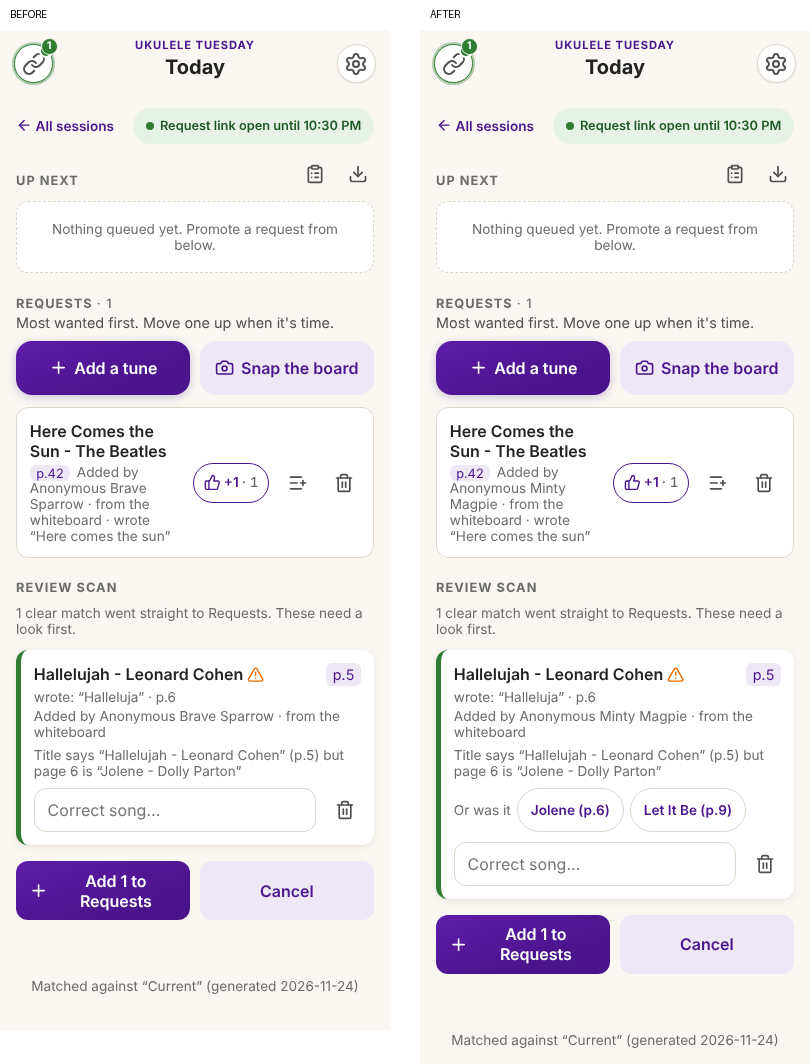 BEFORE
1
UKULELE TUESDAY
Today
All sessions
Request link open until 10:30 PM
UP NEXT
Nothing queued yet. Promote a request from
below.
REQUESTS · 1
Most wanted first. Move one up when it's time.
Add a tune
Snap the board
Here Comes the
Sun - The Beatles
p.42 Added by
Anonymous Brave
Sparrow · from the
whiteboard · wrote
“Here comes the sun”
+1 · 1
REVIEW SCAN
1 clear match went straight to Requests. These need a
look first.
Hallelujah - Leonard Cohen
p.5
wrote: “Halleluja” · p.6
Added by Anonymous Brave Sparrow · from the
whiteboard
Title says “Hallelujah - Leonard Cohen” (p.5) but
page 6 is “Jolene - Dolly Parton”
Correct song...
Add 1 to
Requests
Cancel
Matched against “Current” (generated 2026-11-24)
AFTER
1
UKULELE TUESDAY
Today
All sessions
Request link open until 10:30 PM
UP NEXT
Nothing queued yet. Promote a request from
below.
REQUESTS · 1
Most wanted first. Move one up when it's time.
Add a tune
Snap the board
Here Comes the
Sun - The Beatles
p.42 Added by
Anonymous Minty
Magpie · from the
whiteboard · wrote
“Here comes the sun”
+1 · 1
REVIEW SCAN
1 clear match went straight to Requests. These need a
look first.
Hallelujah - Leonard Cohen
p.5
wrote: “Halleluja” · p.6
Added by Anonymous Minty Magpie · from the
whiteboard
Title says “Hallelujah - Leonard Cohen” (p.5) but
page 6 is “Jolene - Dolly Parton”
Or was it Jolene (p.6) Let It Be (p.9)
Correct song...
Add 1 to
Requests
Cancel
Matched against “Current” (generated 2026-11-24)